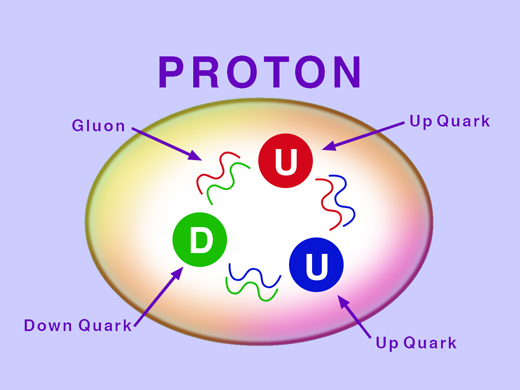 PROTON
Gluon
Up Quark
U
D
U
Down Quark
Up Quark